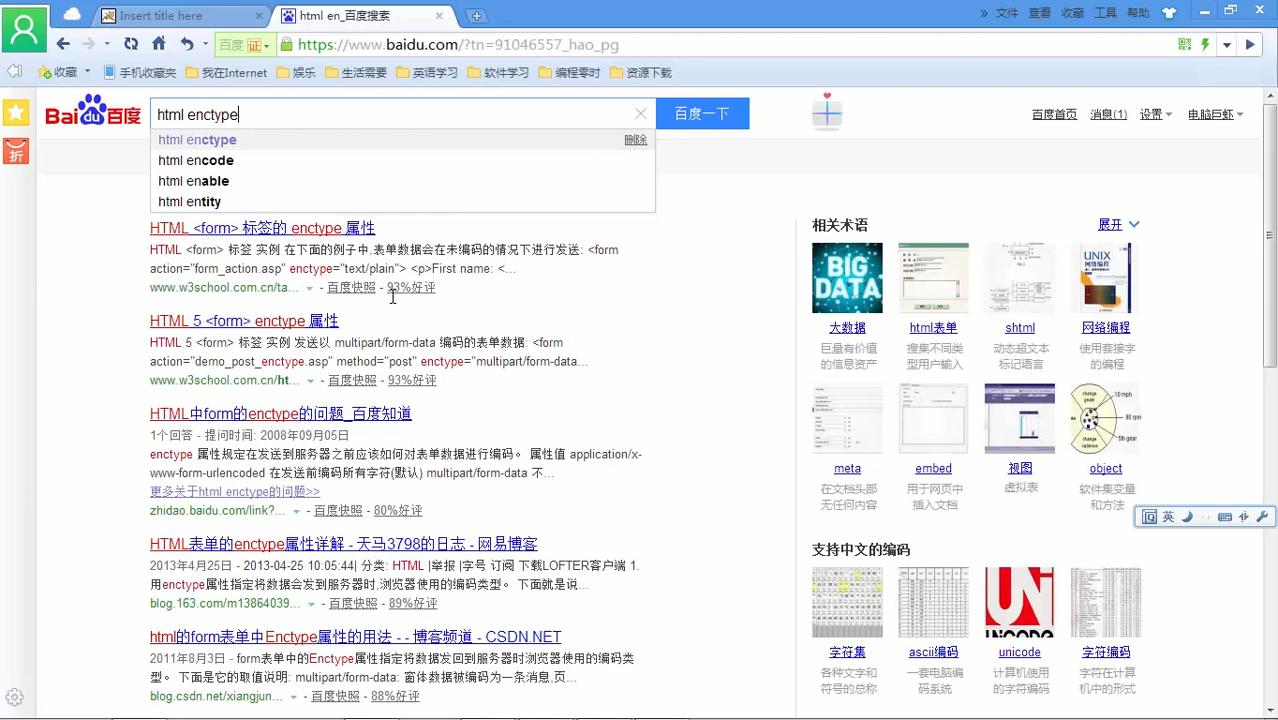 Insert title here
html en_百度搜索
文件 查看 收藏 工具 帮助
百度 证
https://www.baidu.com/?tn=91046557_hao_pg
收藏 手机收藏夹 我在Internet 娱乐 生活需要 英语学习 软件学习 编程零时 资源下载
Bai du 百度
html enctype
百度一下
百度首页 消息(1) 设置 电脑巨虾
html enctype 删除
html encode
html enable
html entity
折
HTML <form> 标签的 enctype 属性
HTML <form> 标签 实例 在下面的例子中,表单数据会在未编码的情况下进行发送: <form
action="form_action.asp" enctype="text/plain"> <p>First name: <...
www.w3school.com.cn/ta... - 百度快照 - 93%好评
HTML 5 <form> enctype 属性
HTML 5 <form> 标签 实例 发送以 multipart/form-data 编码的表单数据: <form
action="demo_post_enctype.asp" method="post" enctype="multipart/form-data...
www.w3school.com.cn/ht... - 百度快照 - 93%好评
HTML中form的enctype的问题_百度知道
1个回答 - 提问时间: 2008年09月05日
enctype 属性规定在发送到服务器之前应该如何对表单数据进行编码。 属性值 application/x-
www-form-urlencoded 在发送前编码所有字符(默认) multipart/form-data 不...
更多关于html enctype的问题>>
zhidao.baidu.com/link?... - 百度快照 - 80%好评
HTML表单的enctype属性详解 - 天马3798的日志 - 网易博客
2013年4月25日 - 2013-04-25 10:05:44| 分类: HTML |举报 |字号 订阅 下载LOFTER客户端 1.
用enctype属性指定将数据会发到服务器时浏览器使用的编码类型。 下面就是说...
blog.163.com/m13864039... - 百度快照 - 89%好评
html的form表单中Enctype属性的用法 - - 博客频道 - CSDN.NET
2011年8月3日 - form表单中的Enctype属性指定将数据发回到服务器时浏览器使用的编码类
型。 下面是它的取编说明: multipart/form-data: 窗体数据被编码为一条消息,页...
blog.csdn.net/xiangjun... - 百度快照 - 88%好评
相关术语 展开
BIG DATA
UNIX
网络编程
大数据 html表单 shtml 网络编程
巨量有价值的信息资产
搜集不同类型用户输入
动态超文本标记语言
使用套接字的编程
change gear
10 mph
90 rpm
5th gear
change cadence
meta embed 视图 object
在文档头部无任何内容
用于网页中插入文档
虚拟表
软件集变量和方法
英
支持中文的编码
UNICODE
字符集 ascii编码 unicode 字符编码
各种文字和符号的总称
一套电脑编码系统
计算机使用的字符编码
字符在计算机中的形式